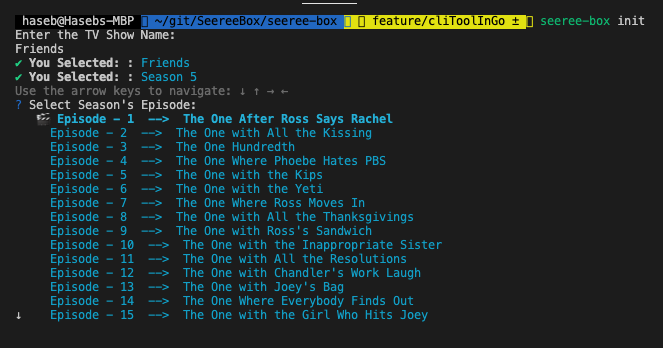 haseb@Hasebs-MBP ~/git/SeereeBox/seeree-box feature/cliToolInGo ± seeree-box init
Enter the TV Show Name:
Friends
✔ You Selected: : Friends
✔ You Selected: : Season 5
Use the arrow keys to navigate: ↓ ↑ → ←
? Select Season's Episode:
🎬 Episode - 1 --> The One After Ross Says Rachel
Episode - 2 --> The One with All the Kissing
Episode - 3 --> The One Hundredth
Episode - 4 --> The One Where Phoebe Hates PBS
Episode - 5 --> The One with the Kips
Episode - 6 --> The One with the Yeti
Episode - 7 --> The One Where Ross Moves In
Episode - 8 --> The One with All the Thanksgivings
Episode - 9 --> The One with Ross's Sandwich
Episode - 10 --> The One with the Inappropriate Sister
Episode - 11 --> The One with All the Resolutions
Episode - 12 --> The One with Chandler's Work Laugh
Episode - 13 --> The One with Joey's Bag
Episode - 14 --> The One Where Everybody Finds Out
↓ Episode - 15 --> The One with the Girl Who Hits Joey